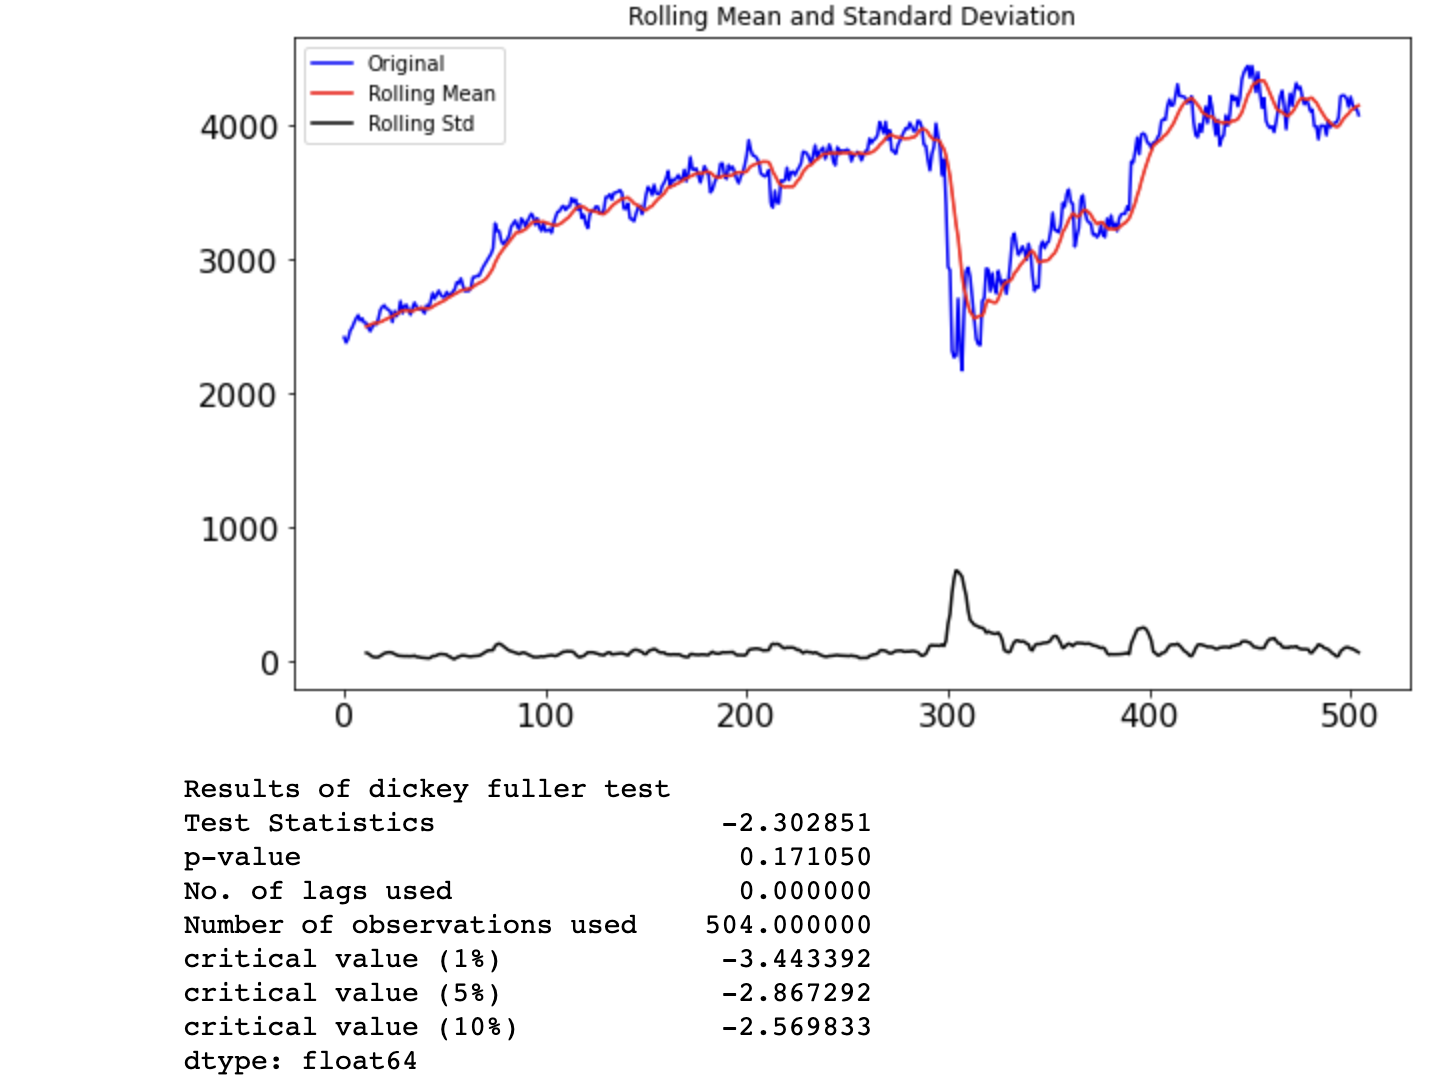 Rolling Mean and Standard Deviation
Original
Rolling Mean
Rolling Std
4000
3000
2000
1000
0
0 100 200 300 400 500
Results of dickey fuller test
Test Statistics -2.302851
p-value 0.171050
No. of lags used 0.000000
Number of observations used 504.000000
critical value (1%) -3.443392
critical value (5%) -2.867292
critical value (10%) -2.569833
dtype: float64